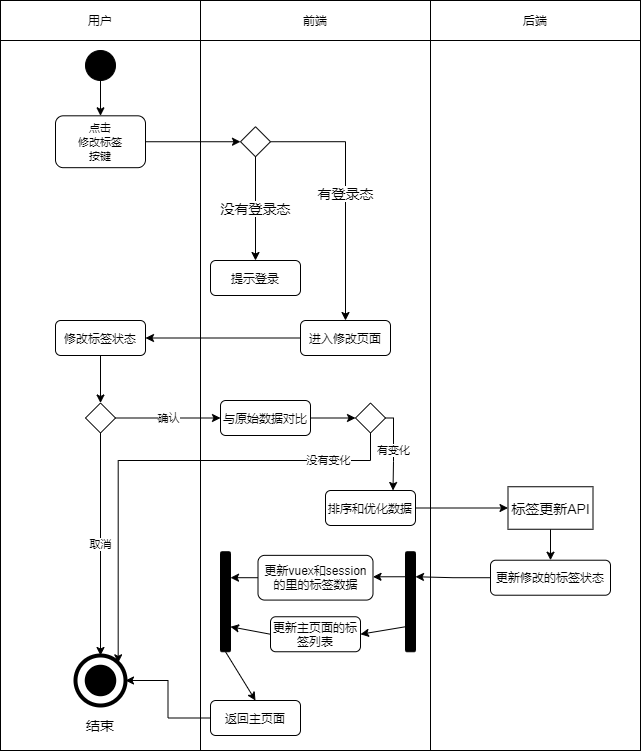 用户
前端
后端
点击
修改标签
按键
没有登录态
有登录态
提示登录
修改标签状态
进入修改页面
确认
与原始数据对比
有变化
没有变化
排序和优化数据
标签更新API
取消
更新vuex和session
的里的标签数据
更新修改的标签状态
更新主页面的标
签列表
返回主页面
结束